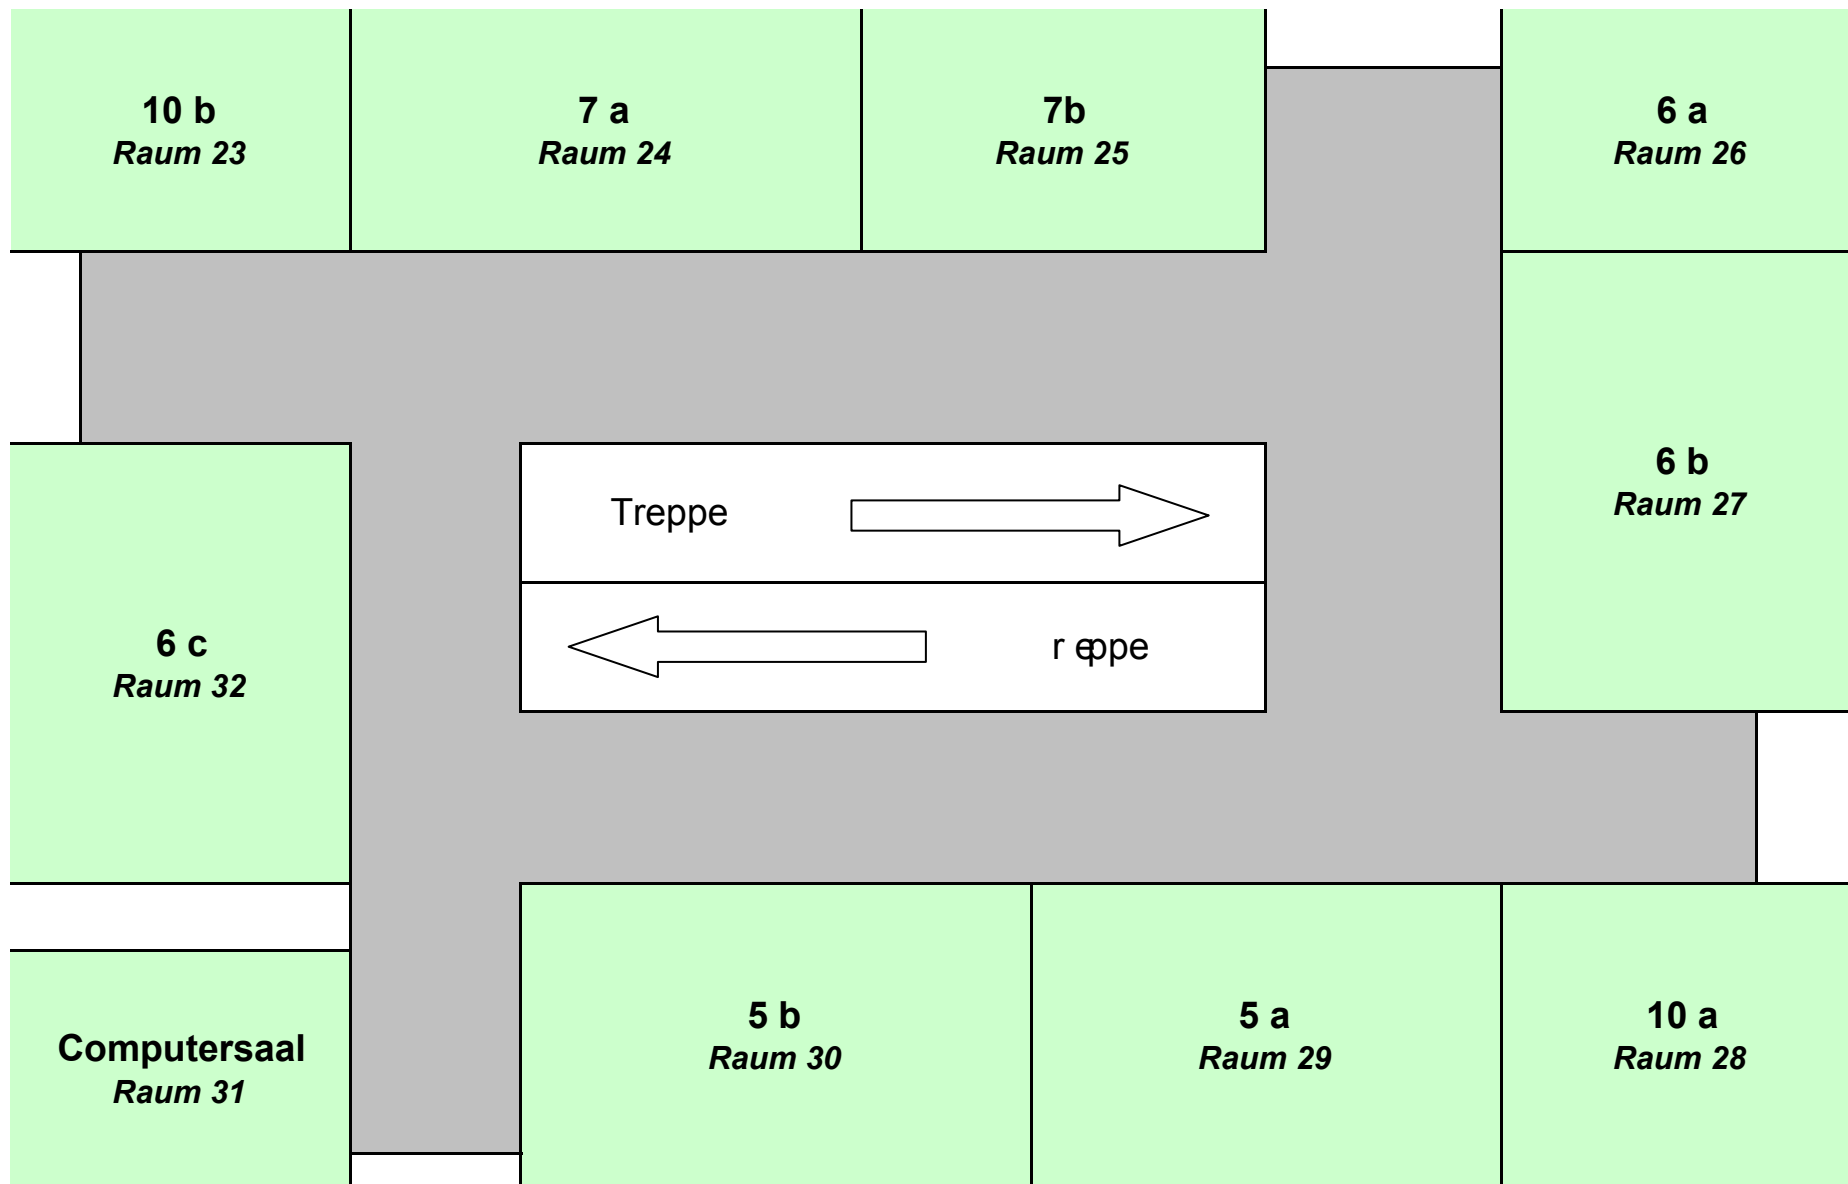 10 b
Raum 23
7 a
Raum 24
7b
Raum 25
6 a
Raum 26
Treppe
6 b
Raum 27
6 c
Raum 32
r eppe
Computersaal
Raum 31
5 b
Raum 30
5 a
Raum 29
10 a
Raum 28